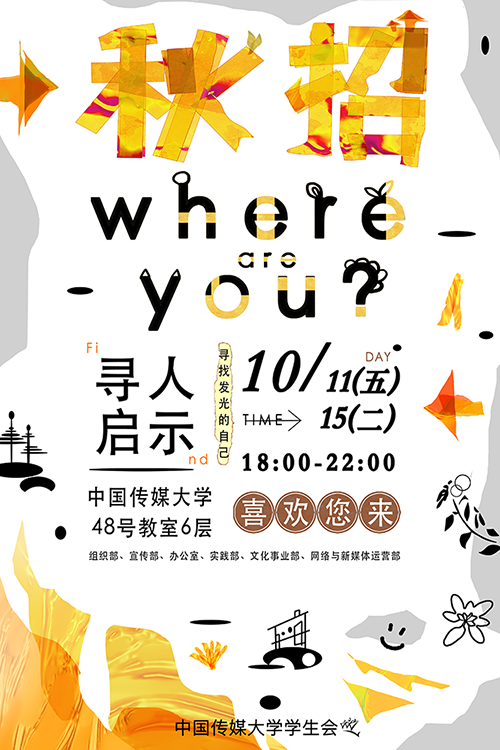 秋招
where
are
you?
Fi
寻人
启示
nd
寻找发光的自己
10/
DAY
11(五)
TIME
15(二)
18:00-22:00
中国传媒大学
48号教室6层
喜欢您来
组织部、宣传部、办公室、实践部、文化事业部、网络与新媒体运营部
中国传媒大学学生会